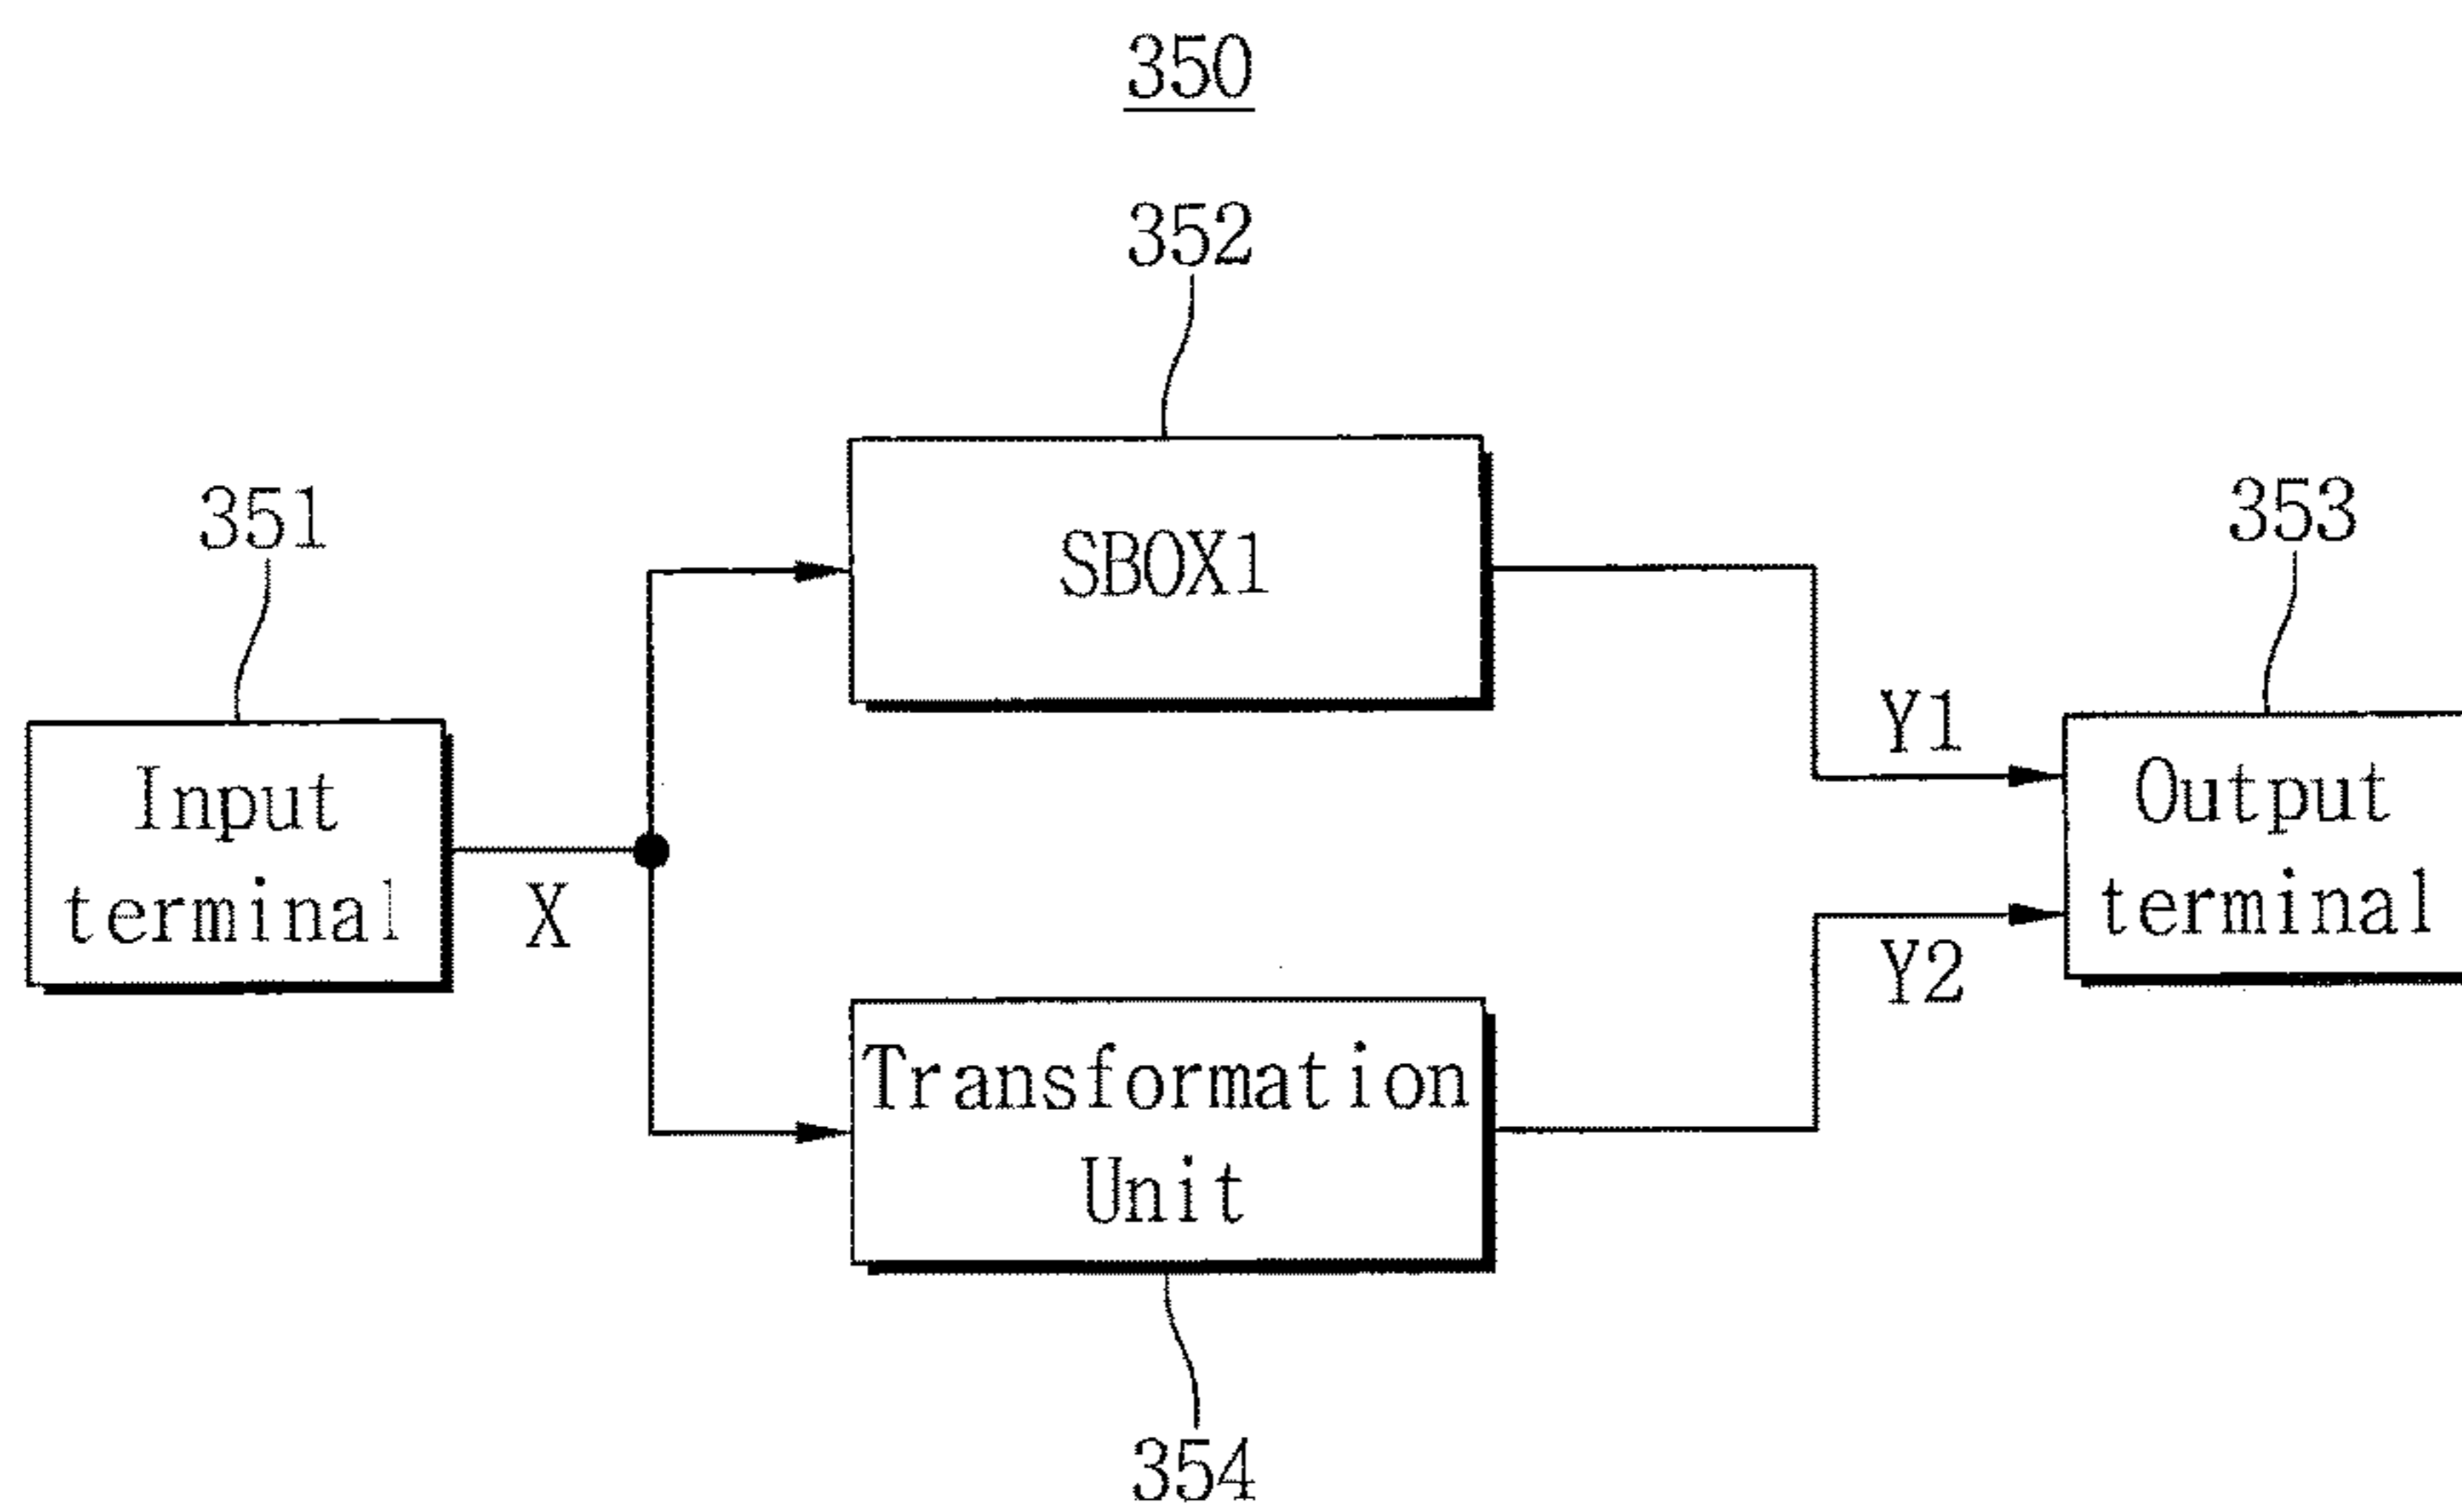 350
352
351
SBOX1
353
Input
terminal
X
Y1
Output
terminal
Y2
Transformation
Unit
354